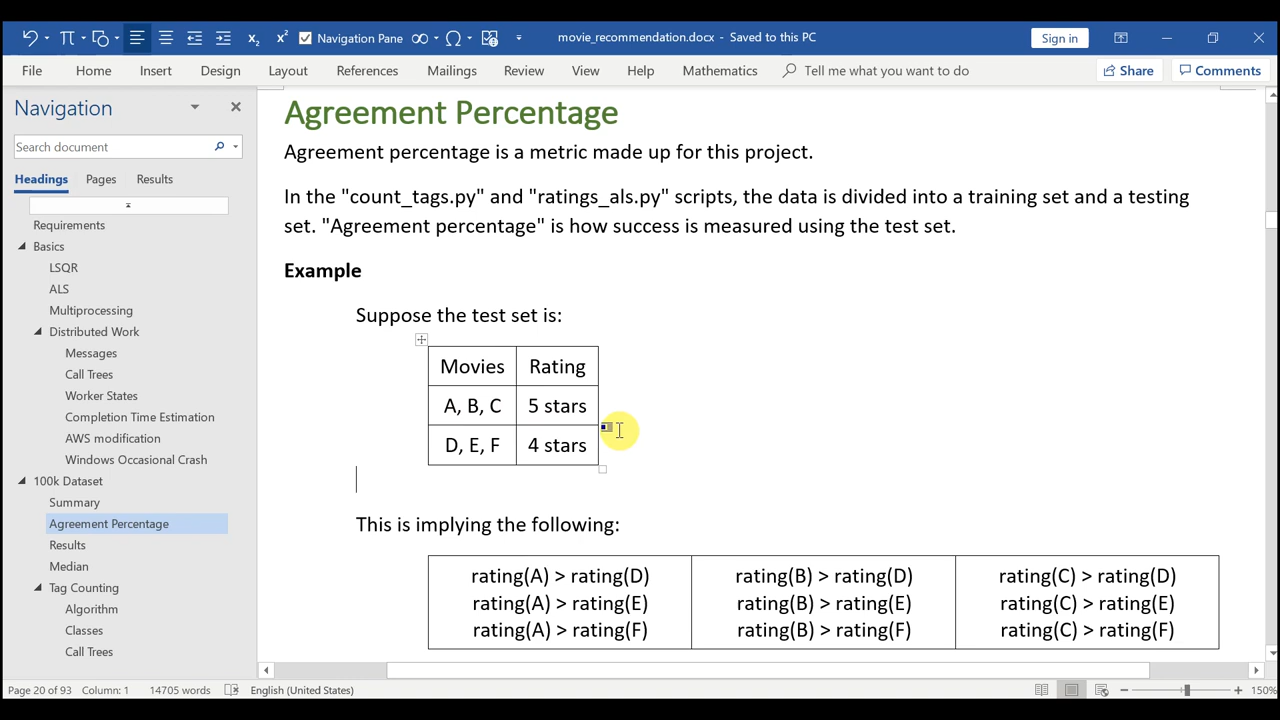 movie_recommendation.docx - Saved to this PC
Navigation Pane
Sign in
File Home Insert Design Layout References Mailings Review View Help Mathematics Tell me what you want to do Share Comments
Navigation
Search document
Headings Pages Results
Requirements
Basics
LSQR
ALS
Multiprocessing
Distributed Work
Messages
Call Trees
Worker States
Completion Time Estimation
AWS modification
Windows Occasional Crash
100k Dataset
Summary
Agreement Percentage
Results
Median
Tag Counting
Algorithm
Classes
Call Trees
Agreement Percentage
Agreement percentage is a metric made up for this project.
In the "count_tags.py" and "ratings_als.py" scripts, the data is divided into a training set and a testing
set. "Agreement percentage" is how success is measured using the test set.
Example
Suppose the test set is:
Movies Rating
A, B, C 5 stars
D, E, F 4 stars
This is implying the following:
rating(A) > rating(D) rating(B) > rating(D) rating(C) > rating(D)
rating(A) > rating(E) rating(B) > rating(E) rating(C) > rating(E)
rating(A) > rating(F) rating(B) > rating(F) rating(C) > rating(F)
Page 20 of 93 Column: 1 14705 words English (United States) 150%